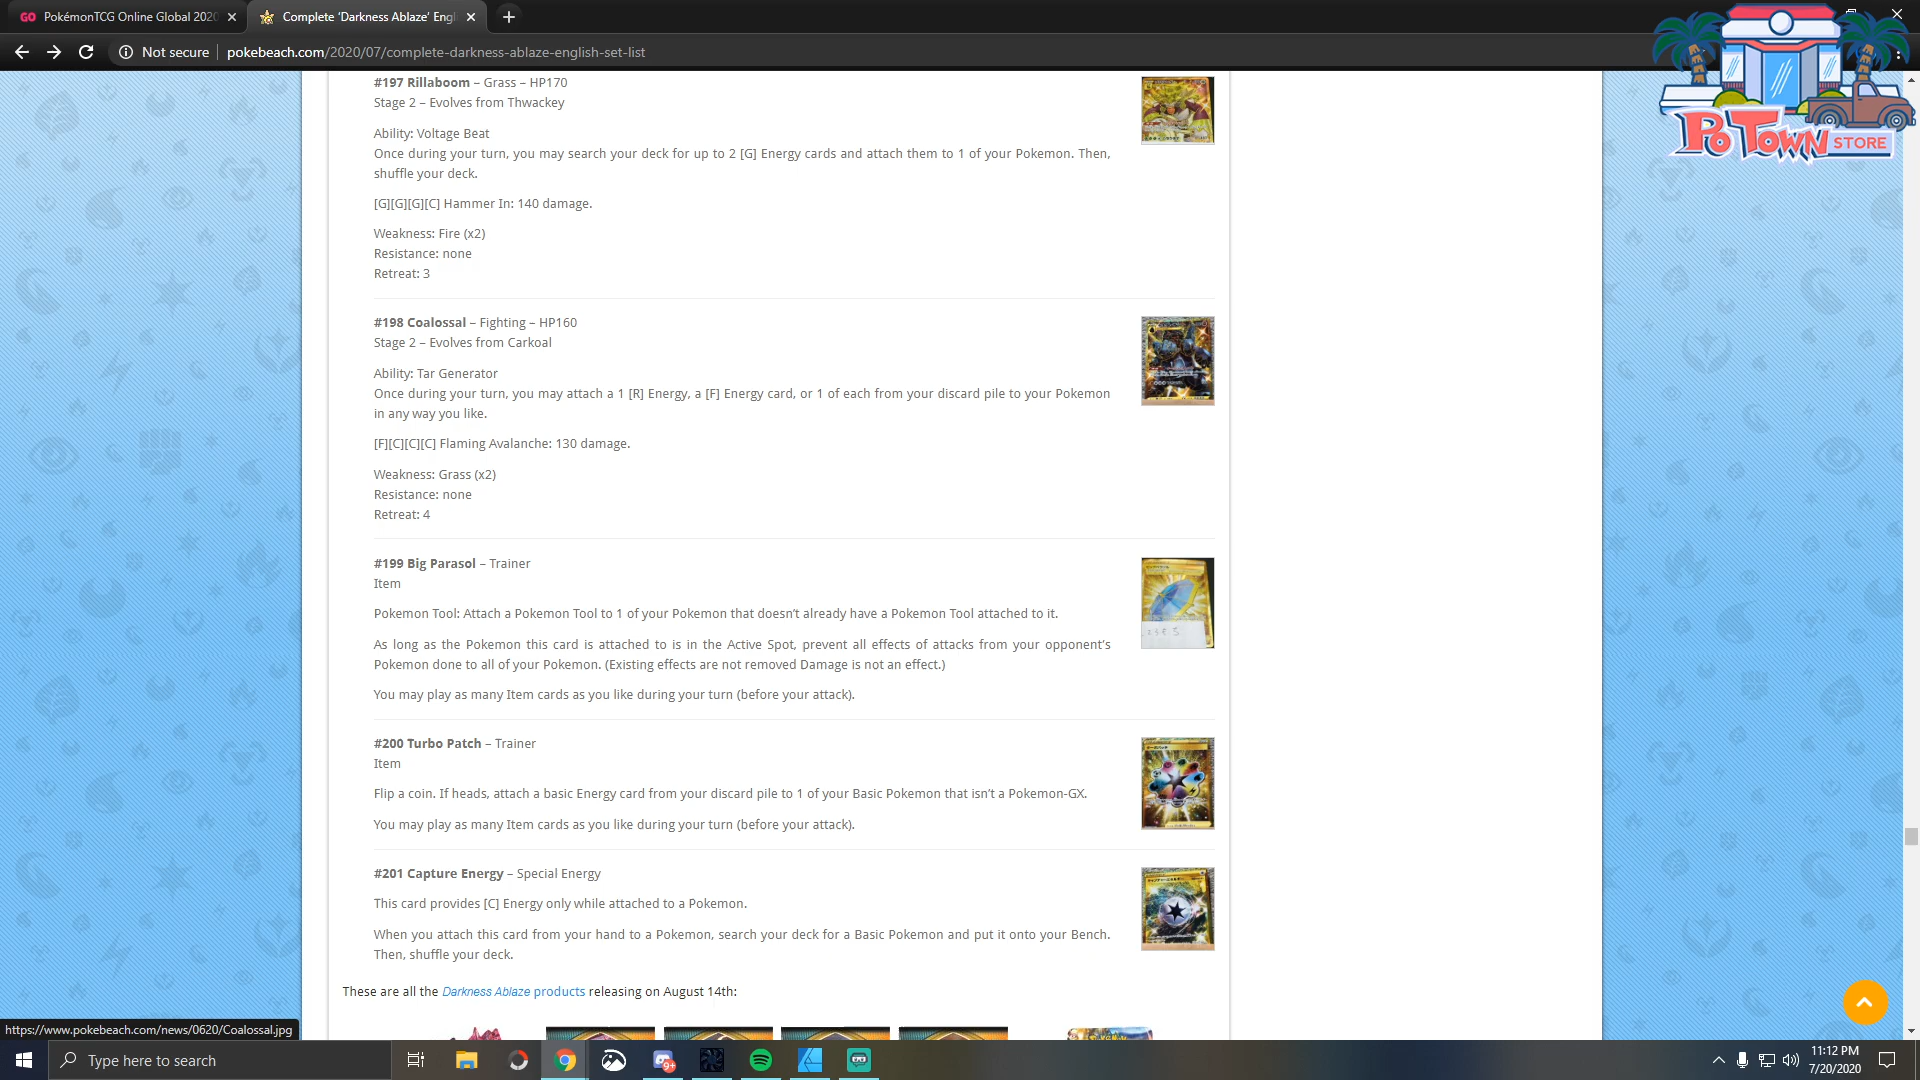 GO PokémonTCG Online Global 2020
Complete ‘Darkness Ablaze’ Engl
Not secure
pokebeach.com/2020/07/complete-darkness-ablaze-english-set-list
PoTown STORE
#197 Rillaboom – Grass – HP170
Stage 2 – Evolves from Thwackey
Ability: Voltage Beat
Once during your turn, you may search your deck for up to 2 [G] Energy cards and attach them to 1 of your Pokemon. Then,
shuffle your deck.
[G][G][G][C] Hammer In: 140 damage.
Weakness: Fire (x2)
Resistance: none
Retreat: 3
#198 Coalossal – Fighting – HP160
Stage 2 – Evolves from Carkoal
Ability: Tar Generator
Once during your turn, you may attach a 1 [R] Energy, a [F] Energy card, or 1 of each from your discard pile to your Pokemon
in any way you like.
[F][C][C][C] Flaming Avalanche: 130 damage.
Weakness: Grass (x2)
Resistance: none
Retreat: 4
#199 Big Parasol – Trainer
Item
Pokemon Tool: Attach a Pokemon Tool to 1 of your Pokemon that doesn’t already have a Pokemon Tool attached to it.
As long as the Pokemon this card is attached to is in the Active Spot, prevent all effects of attacks from your opponent’s
Pokemon done to all of your Pokemon. (Existing effects are not removed Damage is not an effect.)
You may play as many Item cards as you like during your turn (before your attack).
#200 Turbo Patch – Trainer
Item
Flip a coin. If heads, attach a basic Energy card from your discard pile to 1 of your Basic Pokemon that isn’t a Pokemon-GX.
You may play as many Item cards as you like during your turn (before your attack).
#201 Capture Energy – Special Energy
This card provides [C] Energy only while attached to a Pokemon.
When you attach this card from your hand to a Pokemon, search your deck for a Basic Pokemon and put it onto your Bench.
Then, shuffle your deck.
These are all the Darkness Ablaze products releasing on August 14th:
https://www.pokebeach.com/news/0620/Coalossal.jpg
Type here to search
9+
11:12 PM
7/20/2020